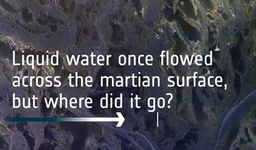 Liquid water once flowed
across the martian surface,
but where did it go?